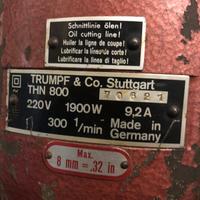 Schnittlinie ölen!
Oil cutting line!
Huiler la ligne de coupe!
Lubrificar la linea de corte!
Lubrificare la linea di taglio!
TRUMPF & Co. Stuttgart
THN 800 70621
220V 1900W 9,2A
300 1/min Made in
Germany
Max.
8 mm = .32 in